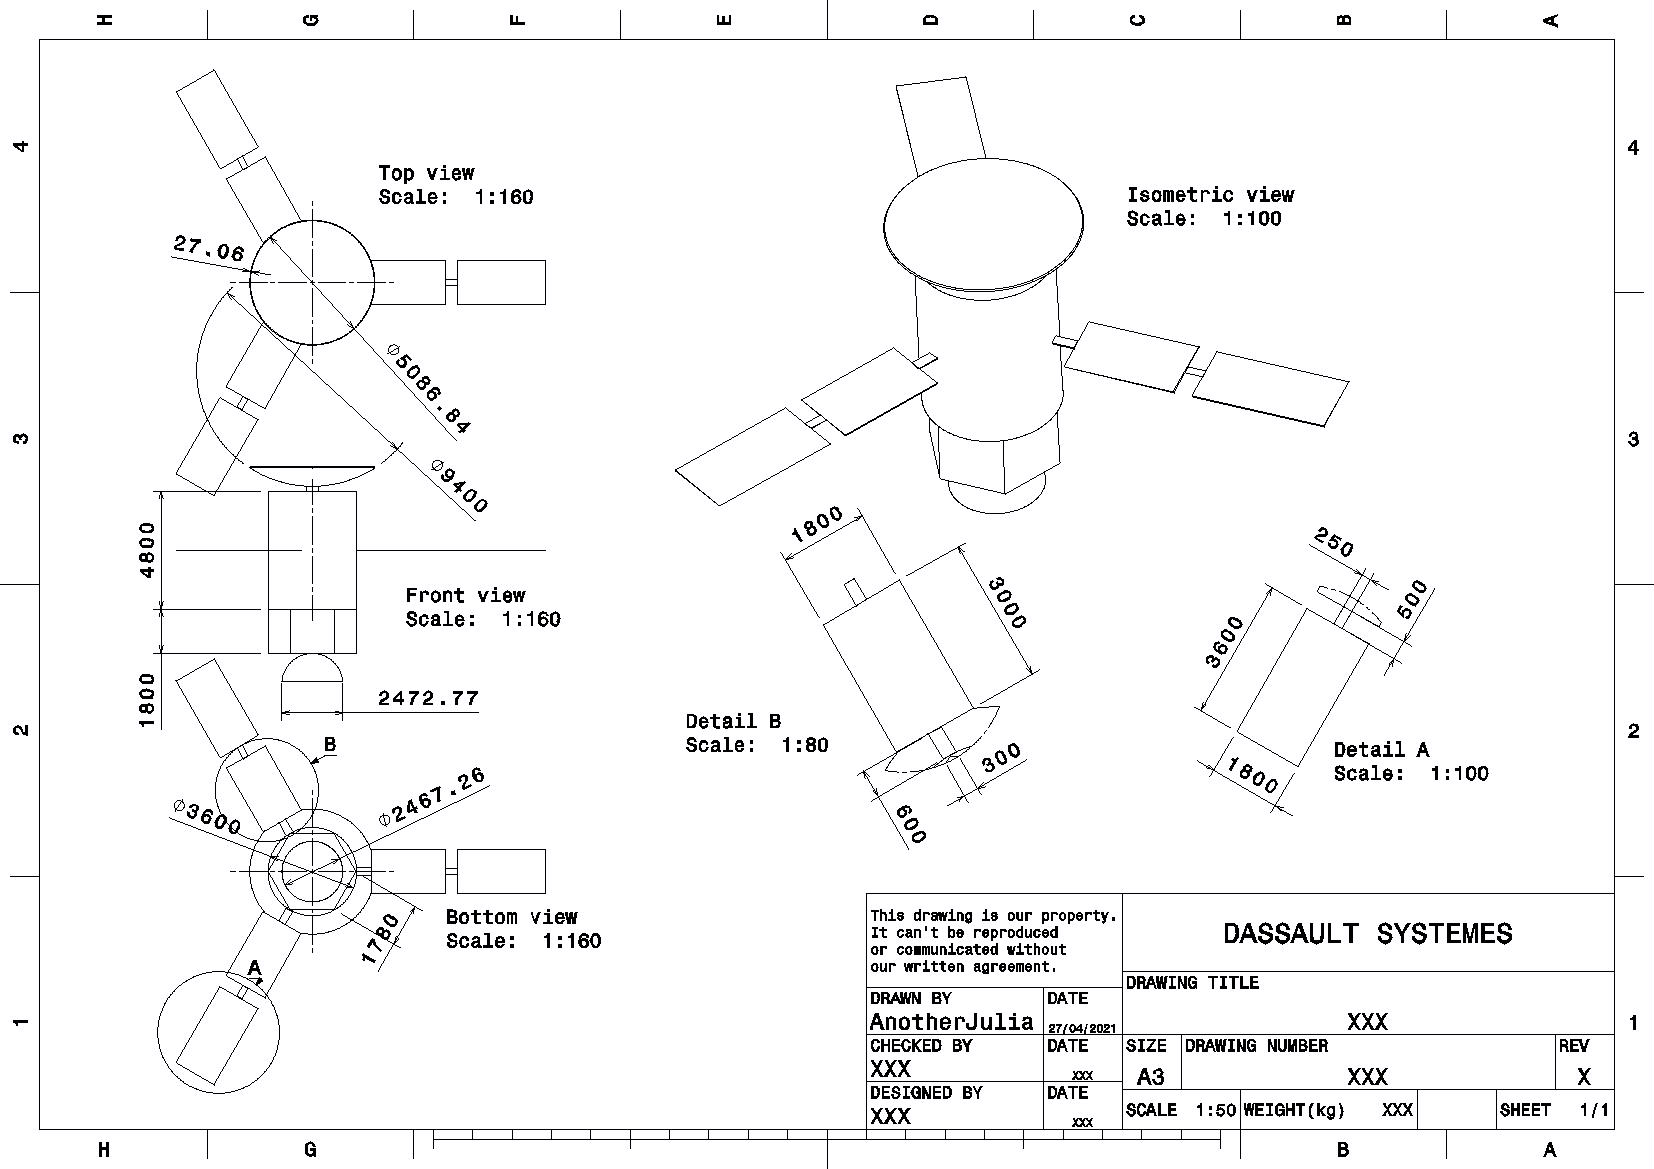 H G F E D C B A
4
4
Top view
Scale: 1:160
27.06
⌀5086.84
⌀9400
Isometric view
Scale: 1:100
3
3
4800
1800
Front view
Scale: 1:160
2472.77
1800
3000
300
600
Detail B
Scale: 1:80
250
500
3600
1800
Detail A
Scale: 1:100
2
2
B
⌀3600
⌀2467.26
1780
A
Bottom view
Scale: 1:160
1
1
This drawing is our property.
It can't be reproduced
or communicated without
our written agreement.
DASSAULT SYSTEMES
DRAWING TITLE
XXX
DRAWN BY
AnotherJulia
DATE
27/04/2021
CHECKED BY
XXX
DATE
XXX
DESIGNED BY
XXX
DATE
XXX
SIZE
A3
DRAWING NUMBER
XXX
REV
X
SCALE 1:50
WEIGHT(kg) XXX
SHEET 1/1
H G B A